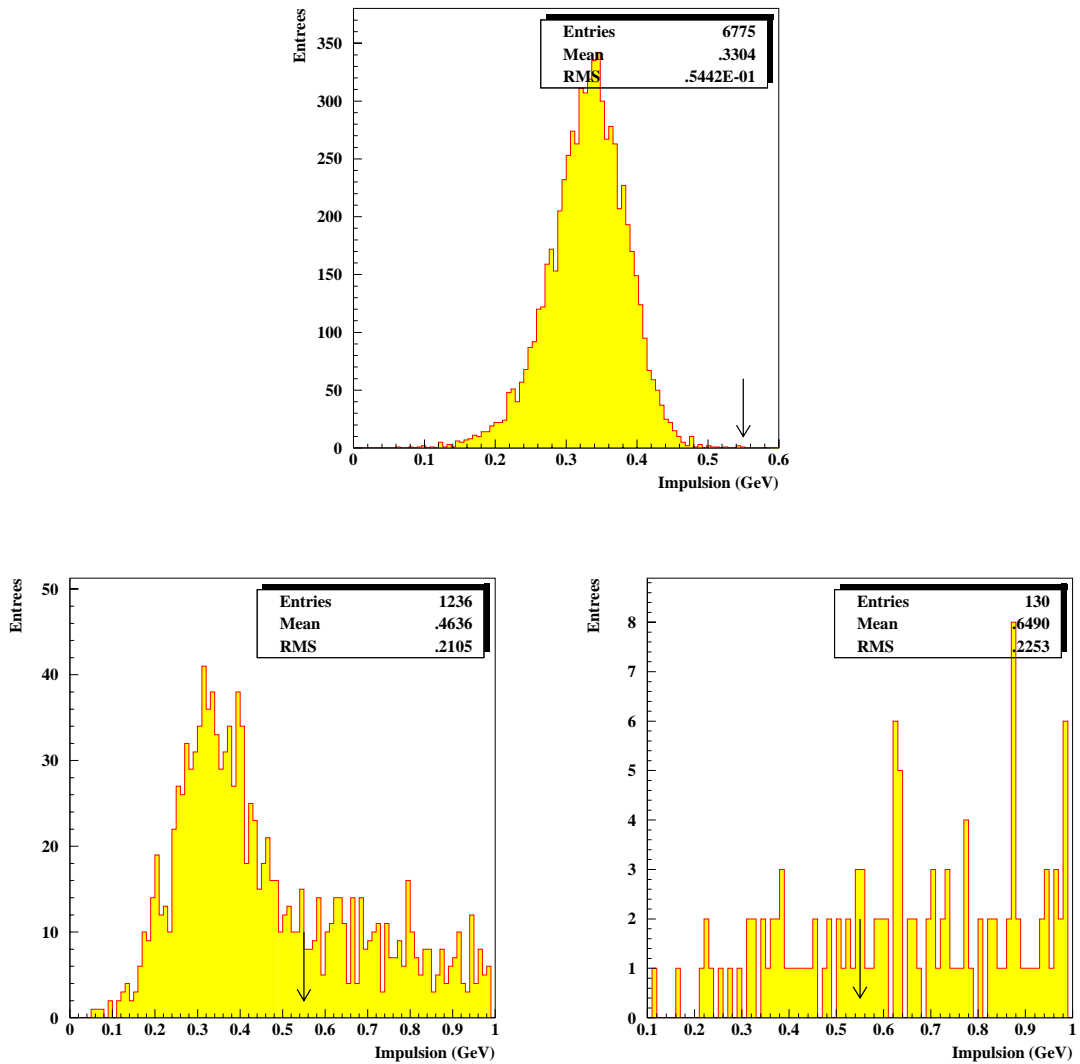 Entrees
350
300
250
200
150
100
50
0
Entries 6775
Mean .3304
RMS .5442E-01
0 0.1 0.2 0.3 0.4 0.5 0.6
Impulsion (GeV)
Entrees
50
40
30
20
10
0
Entries 1236
Mean .4636
RMS .2105
0 0.1 0.2 0.3 0.4 0.5 0.6 0.7 0.8 0.9 1
Impulsion (GeV)
Entrees
8
7
6
5
4
3
2
1
0
Entries 130
Mean .6490
RMS .2253
0.1 0.2 0.3 0.4 0.5 0.6 0.7 0.8 0.9 1
Impulsion (GeV)